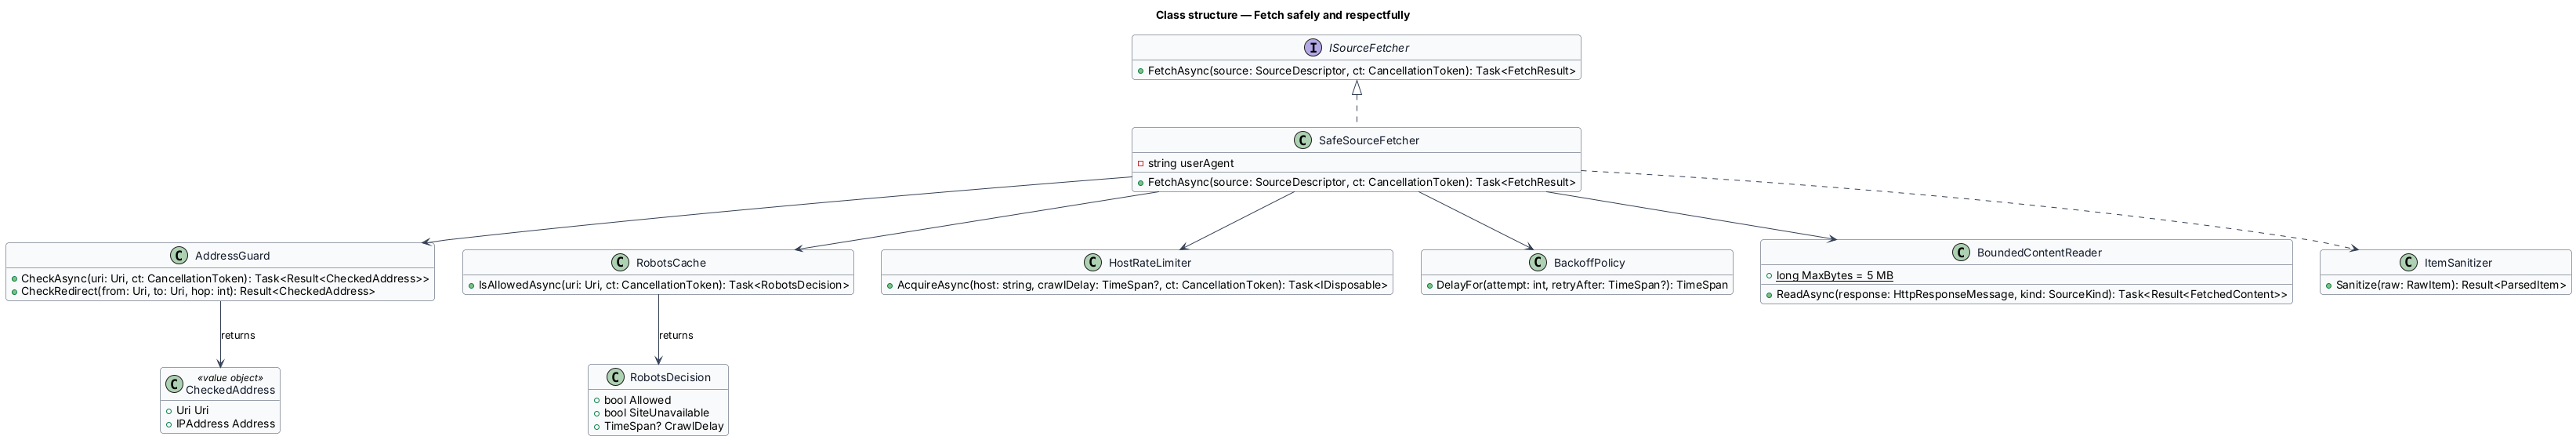 Class structure — Fetch safely and respectfully
I ISourceFetcher
FetchAsync(source: SourceDescriptor, ct: CancellationToken): Task<FetchResult>
C SafeSourceFetcher
string userAgent
FetchAsync(source: SourceDescriptor, ct: CancellationToken): Task<FetchResult>
C AddressGuard
CheckAsync(uri: Uri, ct: CancellationToken): Task<Result<CheckedAddress>>
CheckRedirect(from: Uri, to: Uri, hop: int): Result<CheckedAddress>
C RobotsCache
IsAllowedAsync(uri: Uri, ct: CancellationToken): Task<RobotsDecision>
C HostRateLimiter
AcquireAsync(host: string, crawlDelay: TimeSpan?, ct: CancellationToken): Task<IDisposable>
C BackoffPolicy
DelayFor(attempt: int, retryAfter: TimeSpan?): TimeSpan
C BoundedContentReader
long MaxBytes = 5 MB
ReadAsync(response: HttpResponseMessage, kind: SourceKind): Task<Result<FetchedContent>>
C ItemSanitizer
Sanitize(raw: RawItem): Result<ParsedItem>
returns
returns
C «value object»
CheckedAddress
Uri Uri
IPAddress Address
C RobotsDecision
bool Allowed
bool SiteUnavailable
TimeSpan? CrawlDelay